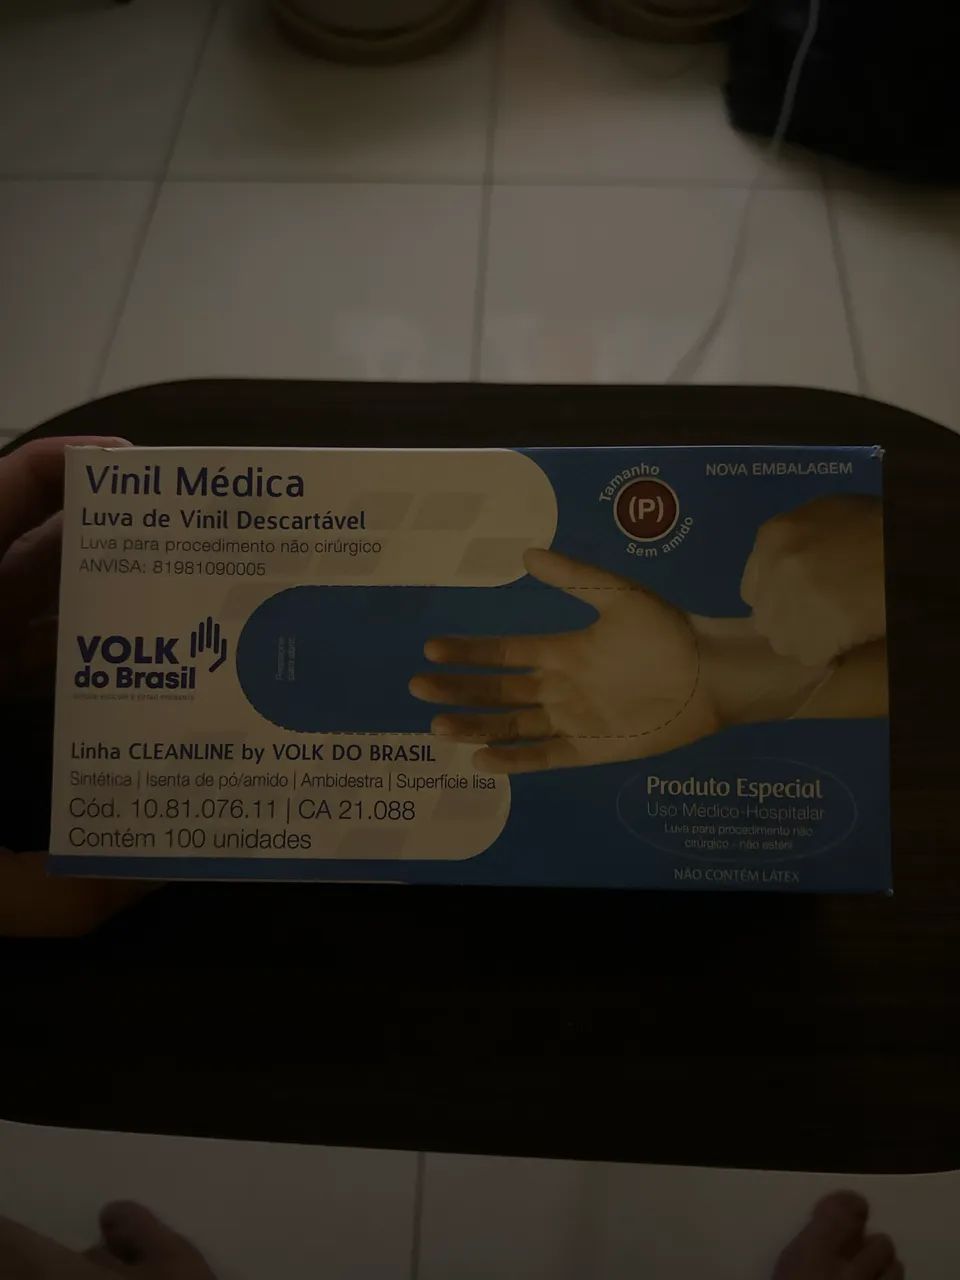 Vinil Médica
Luva de Vinil Descartável
Luva para procedimento não cirúrgico
ANVISA: 81981090005
VOLK
do Brasil
Linha CLEANLINE by VOLK DO BRASIL
Sintética | Isenta de pó/amido | Ambidestra | Superfície lisa
Cód. 10.81.076.11 | CA 21.088
Contém 100 unidades
Pressione
para abrir
Tamanho
(P)
Sem amido
NOVA EMBALAGEM
Produto Especial
Uso Médico-Hospitalar
Luva para procedimento não
cirúrgico - não estéril
NÃO CONTÉM LÁTEX